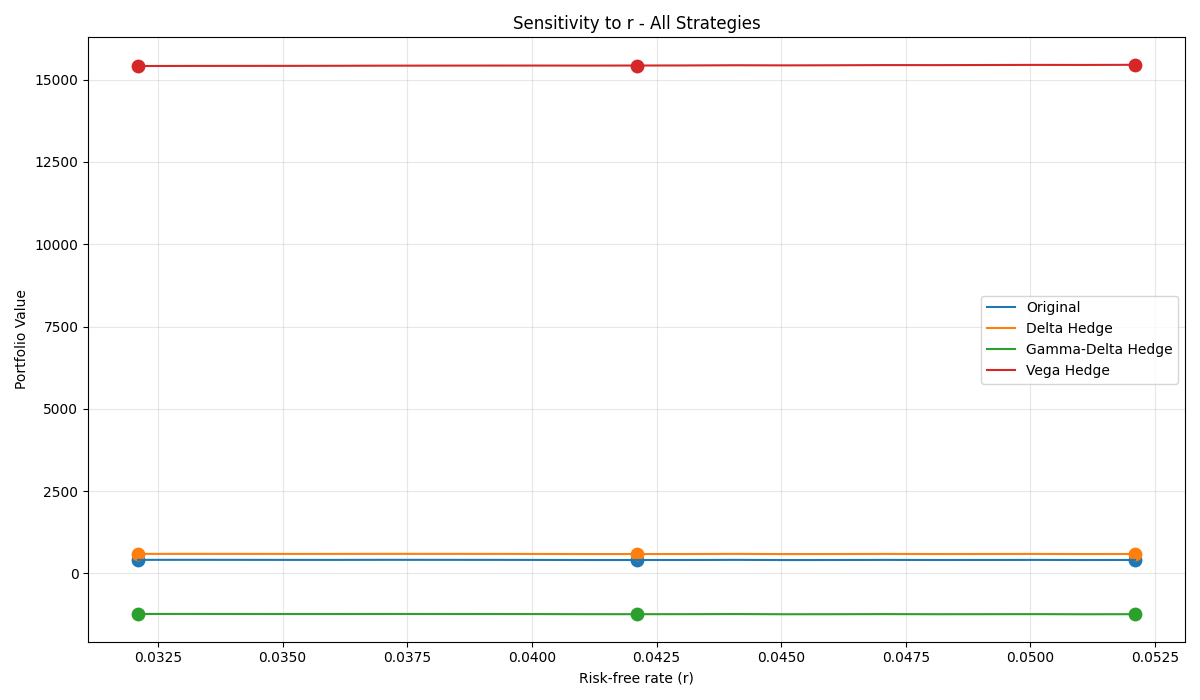 Sensitivity to r - All Strategies
Portfolio Value
15000
12500
10000
7500
5000
2500
0
Original
Delta Hedge
Gamma-Delta Hedge
Vega Hedge
0.0325 0.0350 0.0375 0.0400 0.0425 0.0450 0.0475 0.0500 0.0525
Risk-free rate (r)